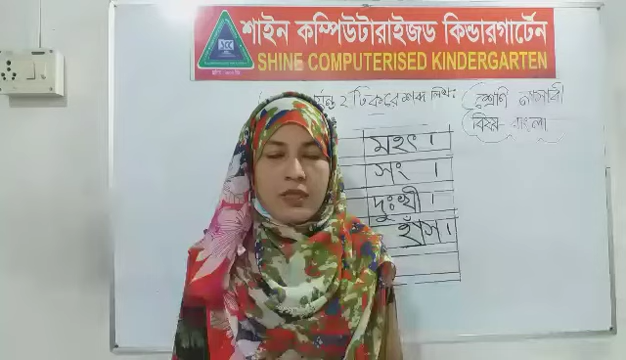 শাইন কম্পিউটারাইজড কিন্ডারগার্টেন
SHINE COMPUTERISED KINDERGARTEN
২টি করে শব্দ লিখ:
শ্রেণি নার্সারী
বিষয়- বাংলা
মহৎ।
সং।
দুঃখী।
হাঁস।